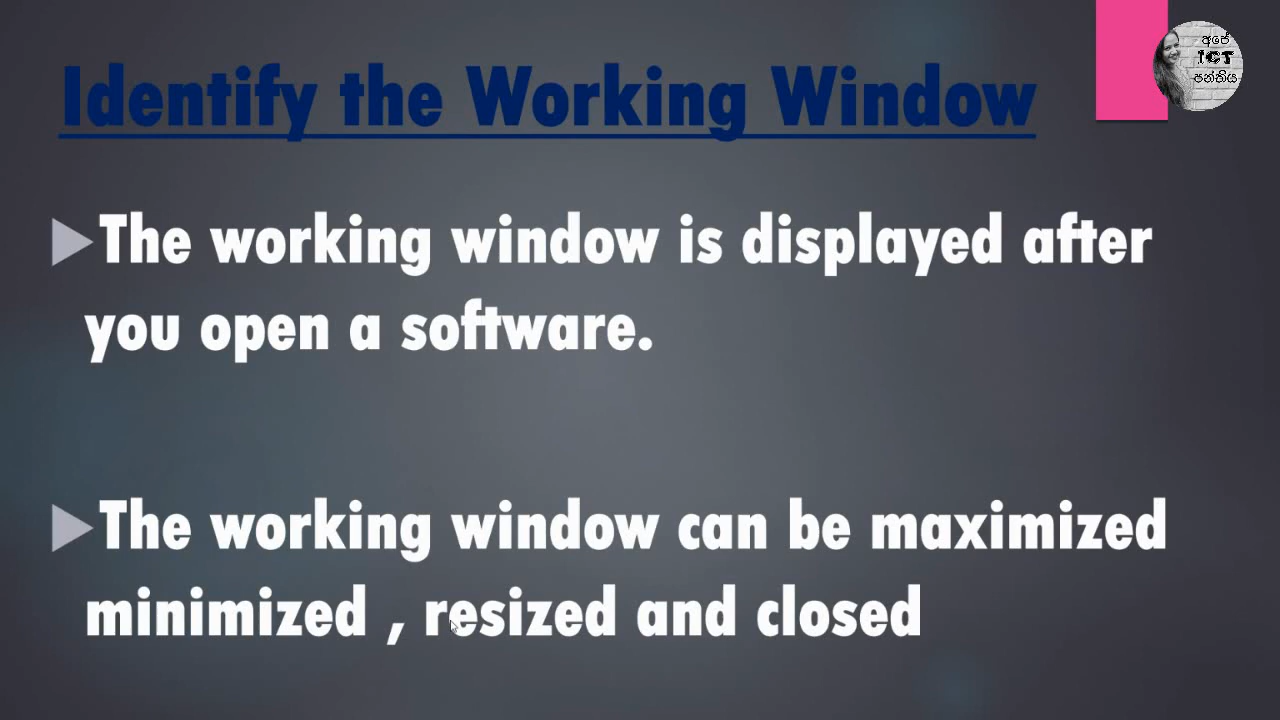 Identify the Working Window
අපේ
ICT
පන්තිය
The working window is displayed after
you open a software.
The working window can be maximized
minimized , resized and closed